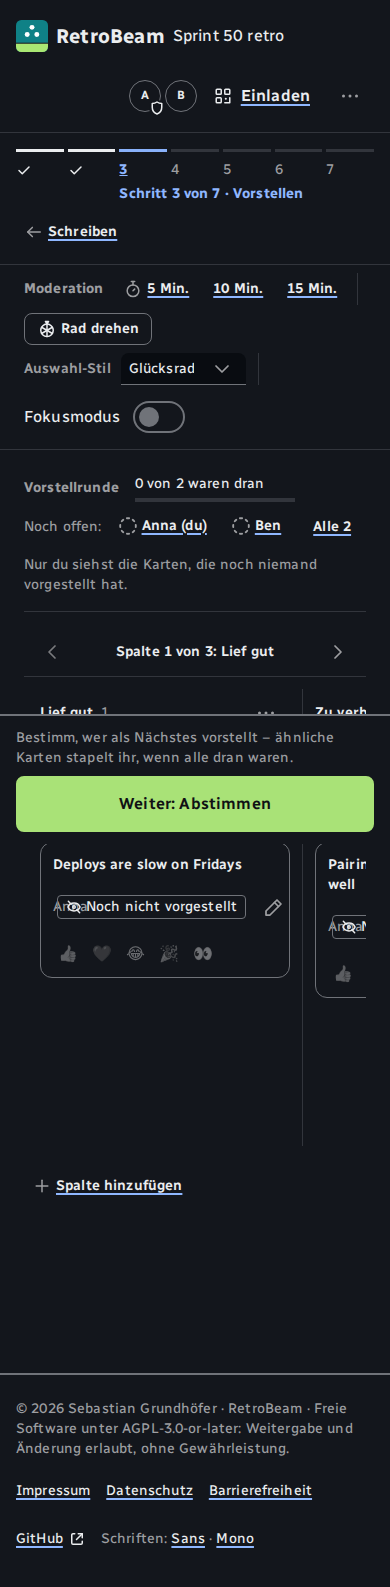 RetroBeam Sprint 50 retro
A B Einladen
3 4 5 6 7
Schritt 3 von 7 · Vorstellen
Schreiben
Moderation 5 Min. 10 Min. 15 Min.
Rad drehen
Auswahl-Stil Glücksrad
Fokusmodus
Vorstellrunde 0 von 2 waren dran
Noch offen: Anna (du) Ben Alle 2
Nur du siehst die Karten, die noch niemand
vorgestellt hat.
Spalte 1 von 3: Lief gut
Lief gut 1
Bestimm, wer als Nächstes vorstellt – ähnliche
Karten stapelt ihr, wenn alle dran waren.
Weiter: Abstimmen
Deploys are slow on Fridays
well
Noch nicht vorgestellt
Spalte hinzufügen
© 2026 Sebastian Grundhöfer · RetroBeam · Freie
Software unter AGPL-3.0-or-later: Weitergabe und
Änderung erlaubt, ohne Gewährleistung.
Impressum Datenschutz Barrierefreiheit
GitHub Schriften: Sans · Mono